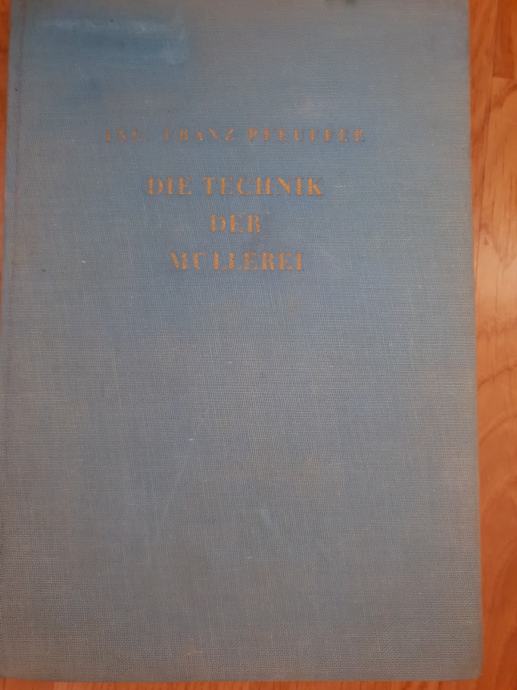 ING. FRANZ PFEUFFER
DIE TECHNIK
DER
MÜLLEREI